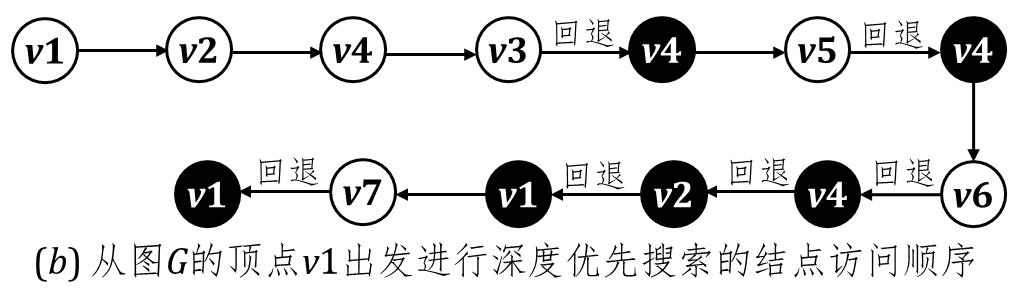 v1 v2 v4 v3 回退 v4 v5 回退 v4
v1 回退 v7 v1 回退 v2 回退 v4 回退 v6
(b) 从图G的顶点v1出发进行深度优先搜索的结点访问顺序